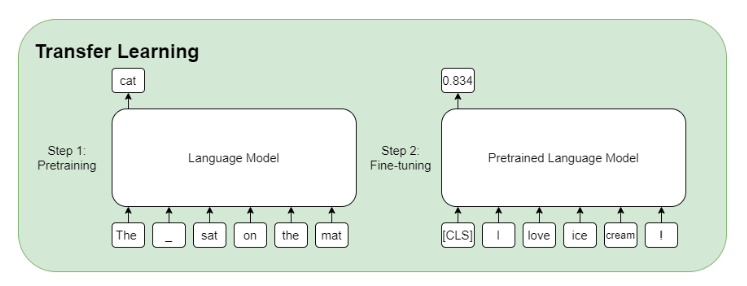 Transfer Learning
cat
0.834
Step 1:
Pretraining
Language Model
Step 2:
Fine-tuning
Pretrained Language Model
The _ sat on the mat
[CLS] I love ice cream !